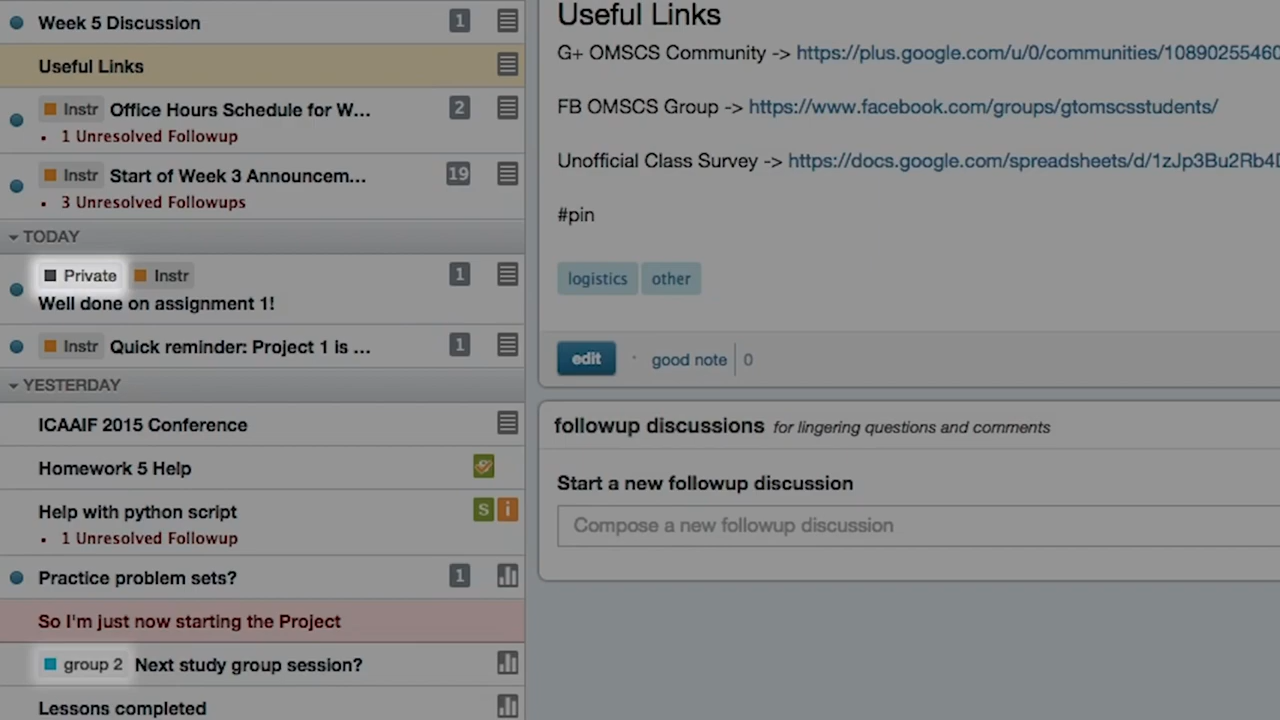 Week 5 Discussion 1
Useful Links
Instr Office Hours Schedule for W... 2
1 Unresolved Followup
Instr Start of Week 3 Announcem... 19
3 Unresolved Followups
TODAY
Private Instr 1
Well done on assignment 1!
Instr Quick reminder: Project 1 is ... 1
YESTERDAY
ICAAIF 2015 Conference
Homework 5 Help
Help with python script S i
1 Unresolved Followup
Practice problem sets? 1
So I'm just now starting the Project
group 2 Next study group session?
Lessons completed
Useful Links
G+ OMSCS Community -> https://plus.google.com/u/0/communities/10890255460
FB OMSCS Group -> https://www.facebook.com/groups/gtomscsstudents/
Unofficial Class Survey -> https://docs.google.com/spreadsheets/d/1zJp3Bu2Rb4D
#pin
logistics other
edit · good note 0
followup discussions for lingering questions and comments
Start a new followup discussion
Compose a new followup discussion